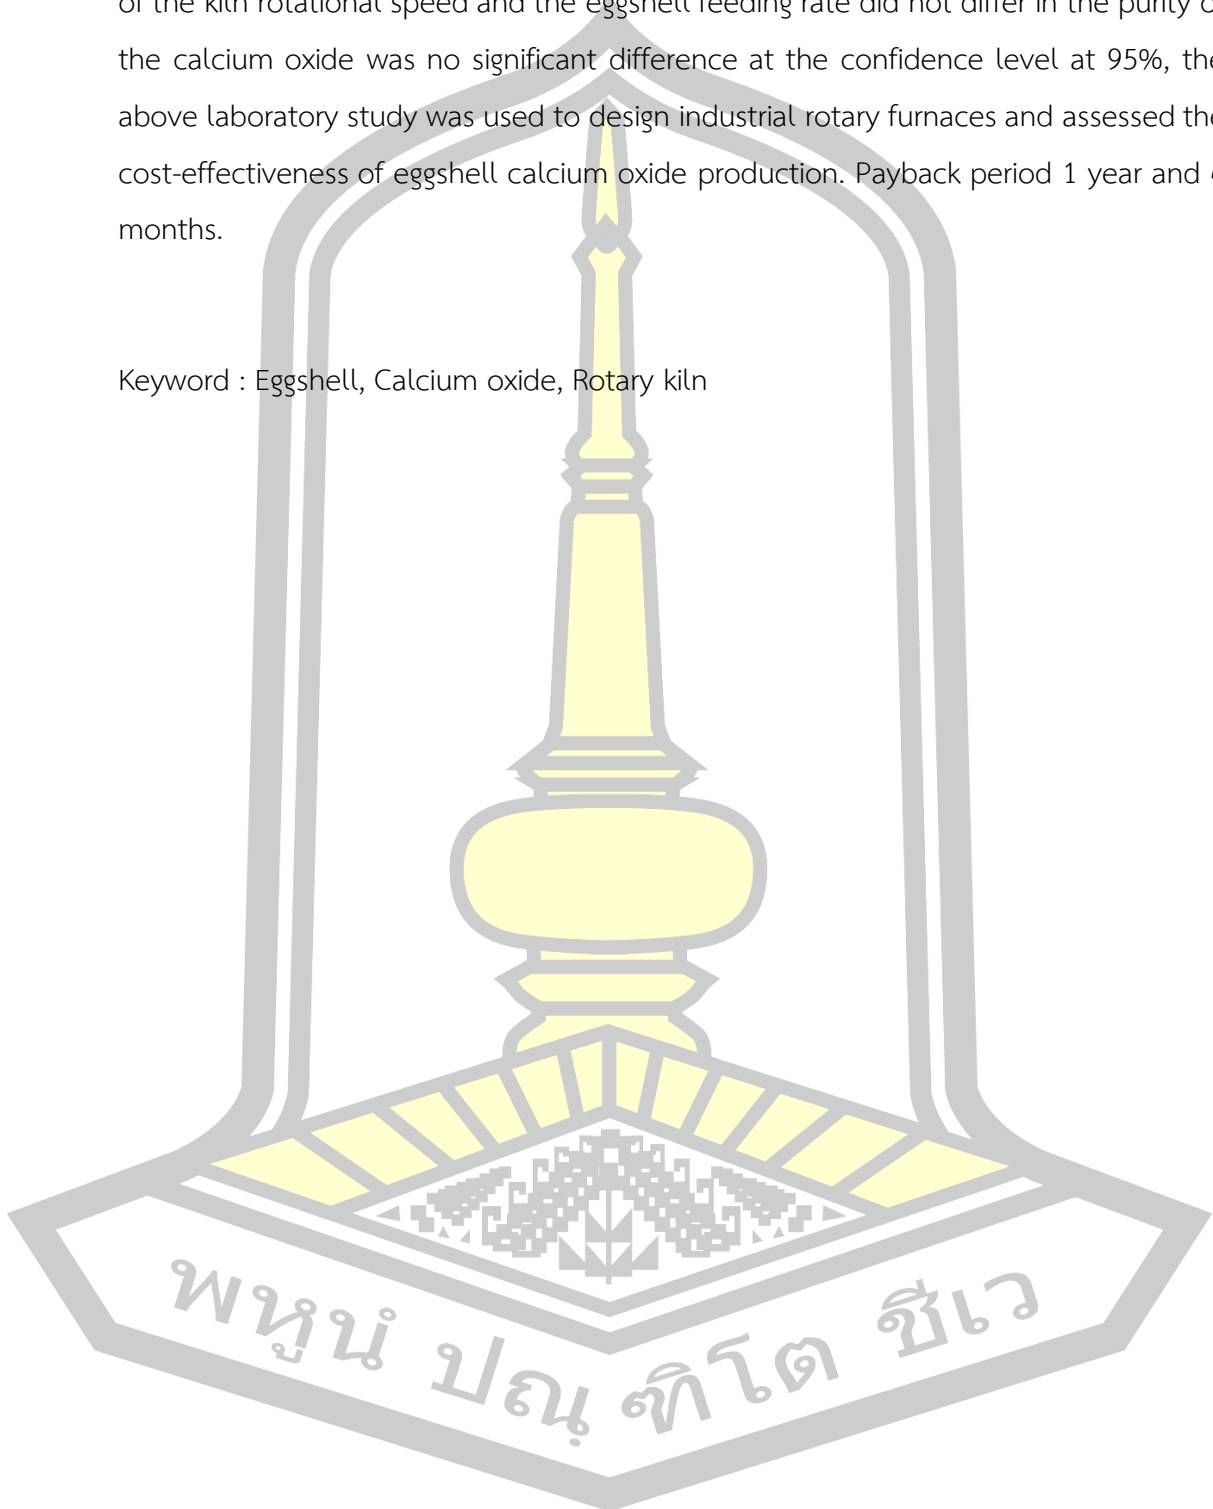 of the kiln rotational speed and the eggshell feeding rate did not differ in the purity
the calcium oxide was no significant difference at the confidence level at 95%, the
above laboratory study was used to design industrial rotary furnaces and assessed the
cost-effectiveness of eggshell calcium oxide production. Payback period 1 year and
months.
Keyword : Eggshell, Calcium oxide, Rotary kiln
พหูนํ ปณฺฑิโต ชีเว